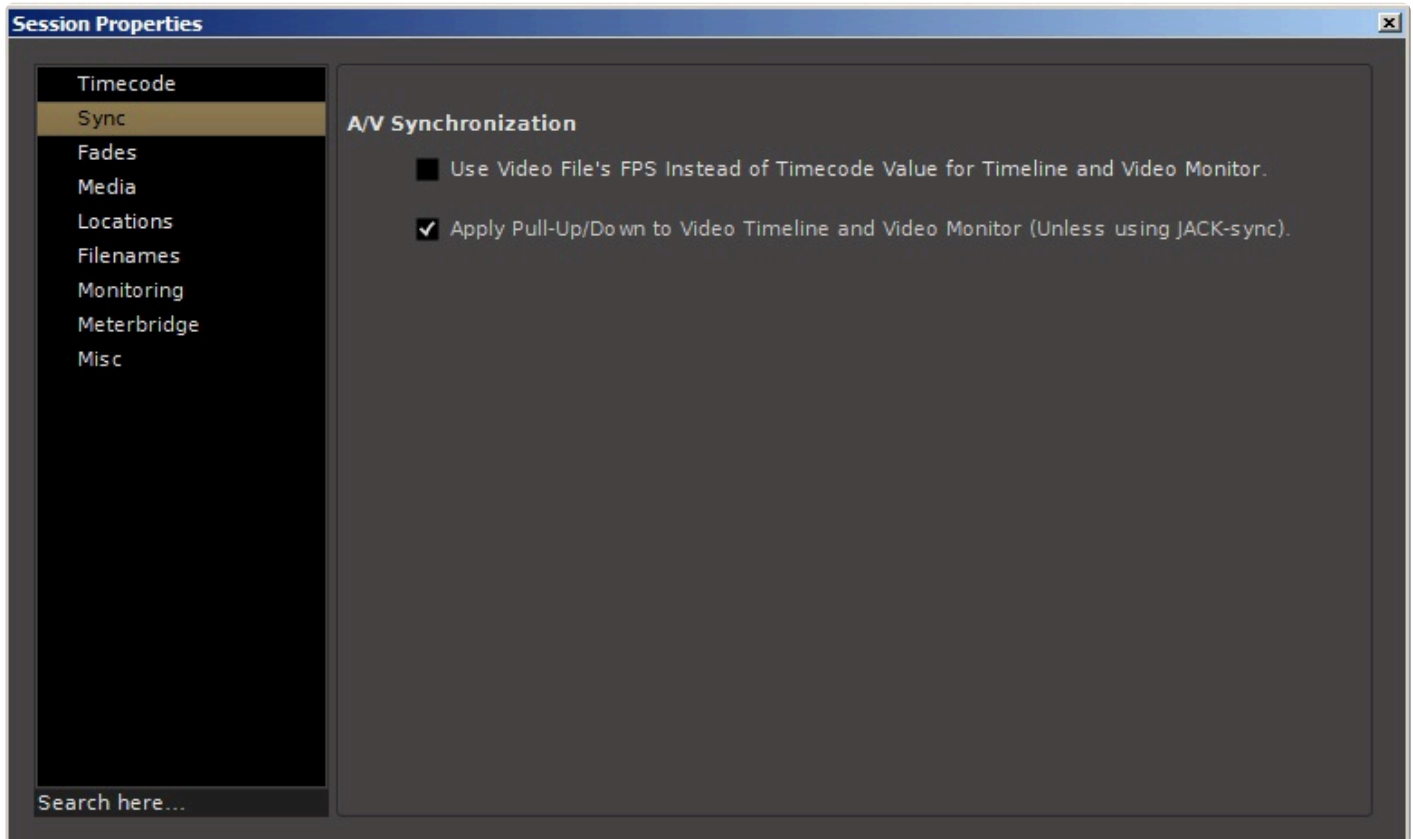 Session Properties
Timecode
Sync
Fades
Media
Locations
Filenames
Monitoring
Meterbridge
Misc
Search here...
A/V Synchronization
Use Video File's FPS Instead of Timecode Value for Timeline and Video Monitor.
Apply Pull-Up/Down to Video Timeline and Video Monitor (Unless using JACK-sync).